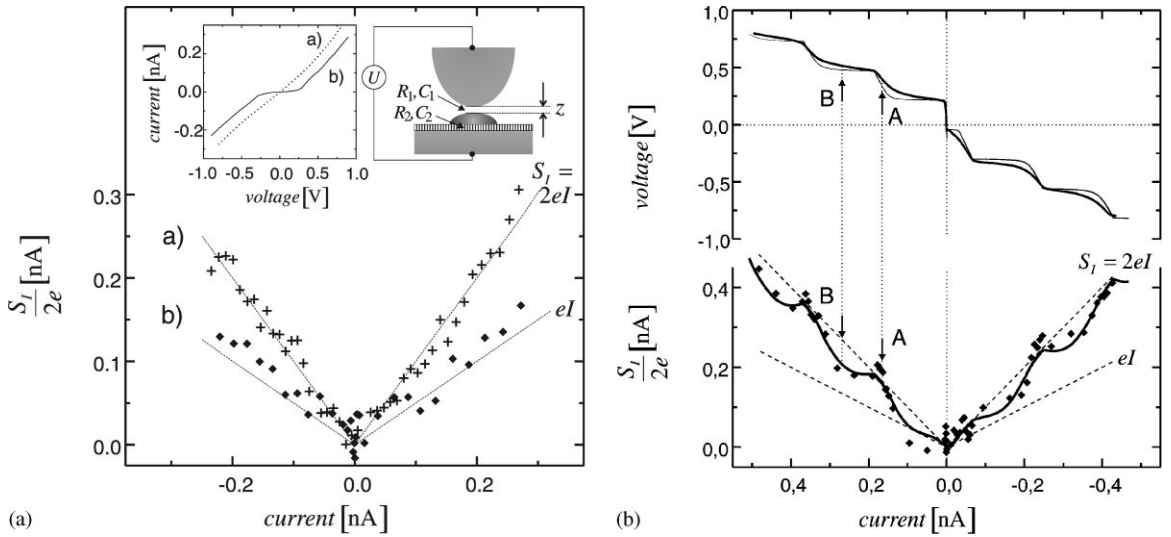 0.2
0.0
-0.2
current [nA]
a)
b)
-1.0
-0.5
0.0
0.5
1.0
voltage [V]
U
R1, C1
R2, C2
z
S_I =
2eI
0.3
0.2
0.1
0.0
S_I
2e
[nA]
a)
b)
eI
-0.2
0.0
0.2
current [nA]
(a)
1,0
0,5
0,0
-0,5
-1,0
voltage [V]
B
A
S_I = 2eI
0,4
0,2
0,0
S_I
2e
[nA]
B
A
eI
0,4
0,2
0,0
-0,2
-0,4
current [nA]
(b)